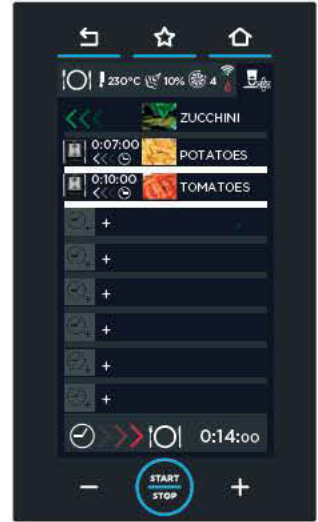 230°C 10% 4
ZUCCHINI
0:07:00
POTATOES
0:10:00
TOMATOES
+
+
+
+
+
+
0:14:00
− START +
STOP